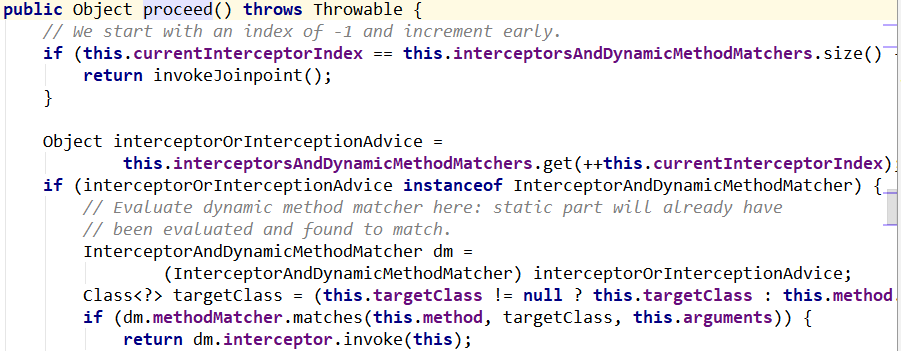 public Object proceed() throws Throwable {
// We start with an index of -1 and increment early.
if (this.currentInterceptorIndex == this.interceptorsAndDynamicMethodMatchers.size() -
return invokeJoinpoint();
}
Object interceptorOrInterceptionAdvice =
this.interceptorsAndDynamicMethodMatchers.get(++this.currentInterceptorIndex);
if (interceptorOrInterceptionAdvice instanceof InterceptorAndDynamicMethodMatcher) {
// Evaluate dynamic method matcher here: static part will already have
// been evaluated and found to match.
InterceptorAndDynamicMethodMatcher dm =
(InterceptorAndDynamicMethodMatcher) interceptorOrInterceptionAdvice;
Class<?> targetClass = (this.targetClass != null ? this.targetClass : this.method.
if (dm.methodMatcher.matches(this.method, targetClass, this.arguments)) {
return dm.interceptor.invoke(this);